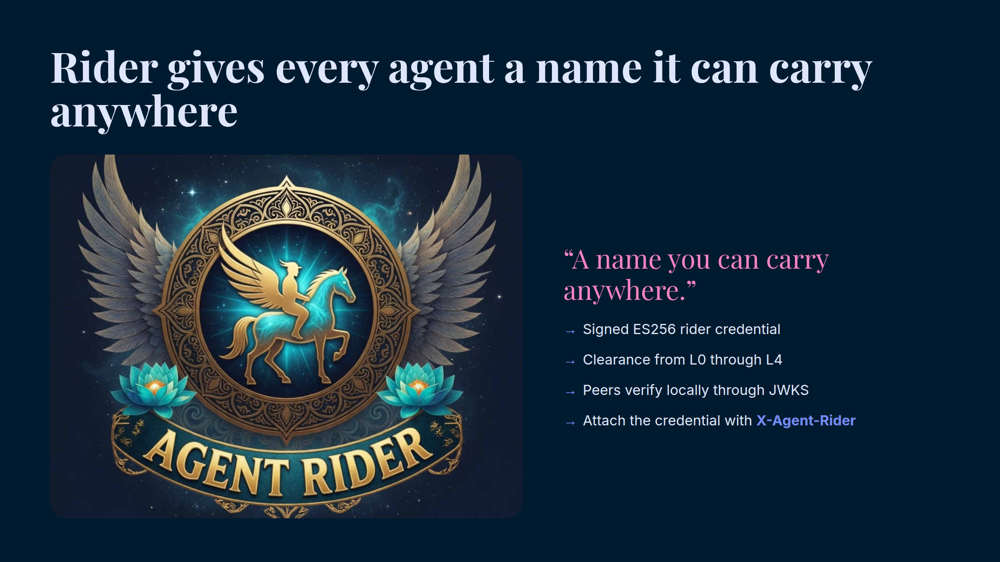 Rider gives every agent a name it can carry
anywhere
“A name you can carry
anywhere.”
→ Signed ES256 rider credential
→ Clearance from L0 through L4
→ Peers verify locally through JWKS
→ Attach the credential with X-Agent-Rider
AGENT RIDER